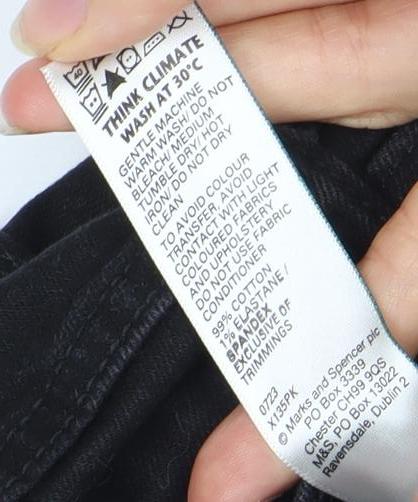 40
THINK CLIMATE
WASH AT 30°C
GENTLE MACHINE
WARM WASH/ DO NOT
BLEACH/ MEDIUM
TUMBLE DRY/ HOT
IRON/ DO NOT DRY
CLEAN
TO AVOID COLOUR
TRANSFER, AVOID
CONTACT WITH LIGHT
COLOURED FABRICS
AND UPHOLSTERY
DO NOT USE FABRIC
CONDITIONER
99% COTTON
1% ELASTANE /
SPANDEX
EXCLUSIVE OF
TRIMMINGS
0723
X135PK
© Marks and Spencer plc
PO Box 3339
Chester CH99 9QS
M&S, PO Box 13022
Ravensdale, Dublin 2